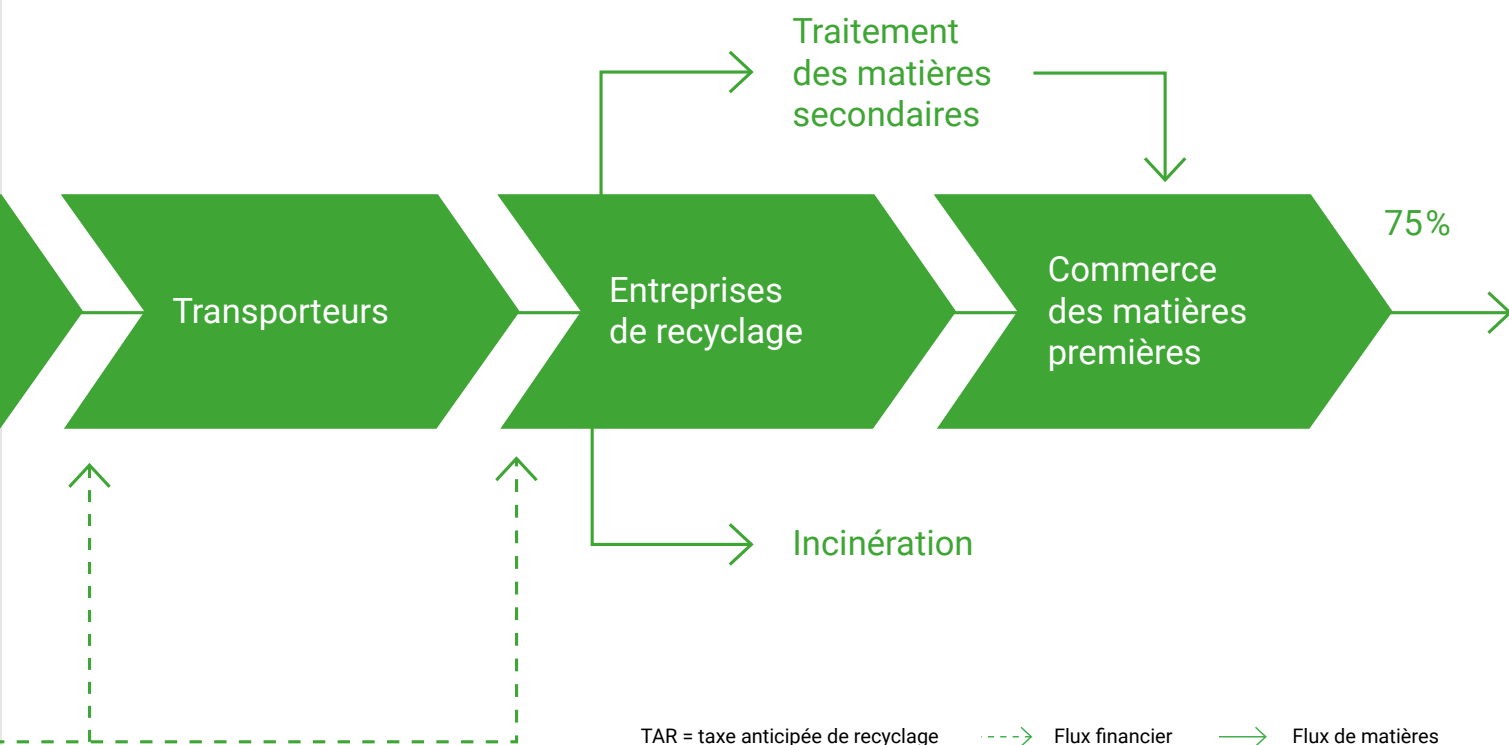 Traitement
des matières
secondaires
75%
Transporteurs
Entreprises
de recyclage
Commerce
des matières
premières
Incinération
TAR = taxe anticipée de recyclage
Flux financier
Flux de matières